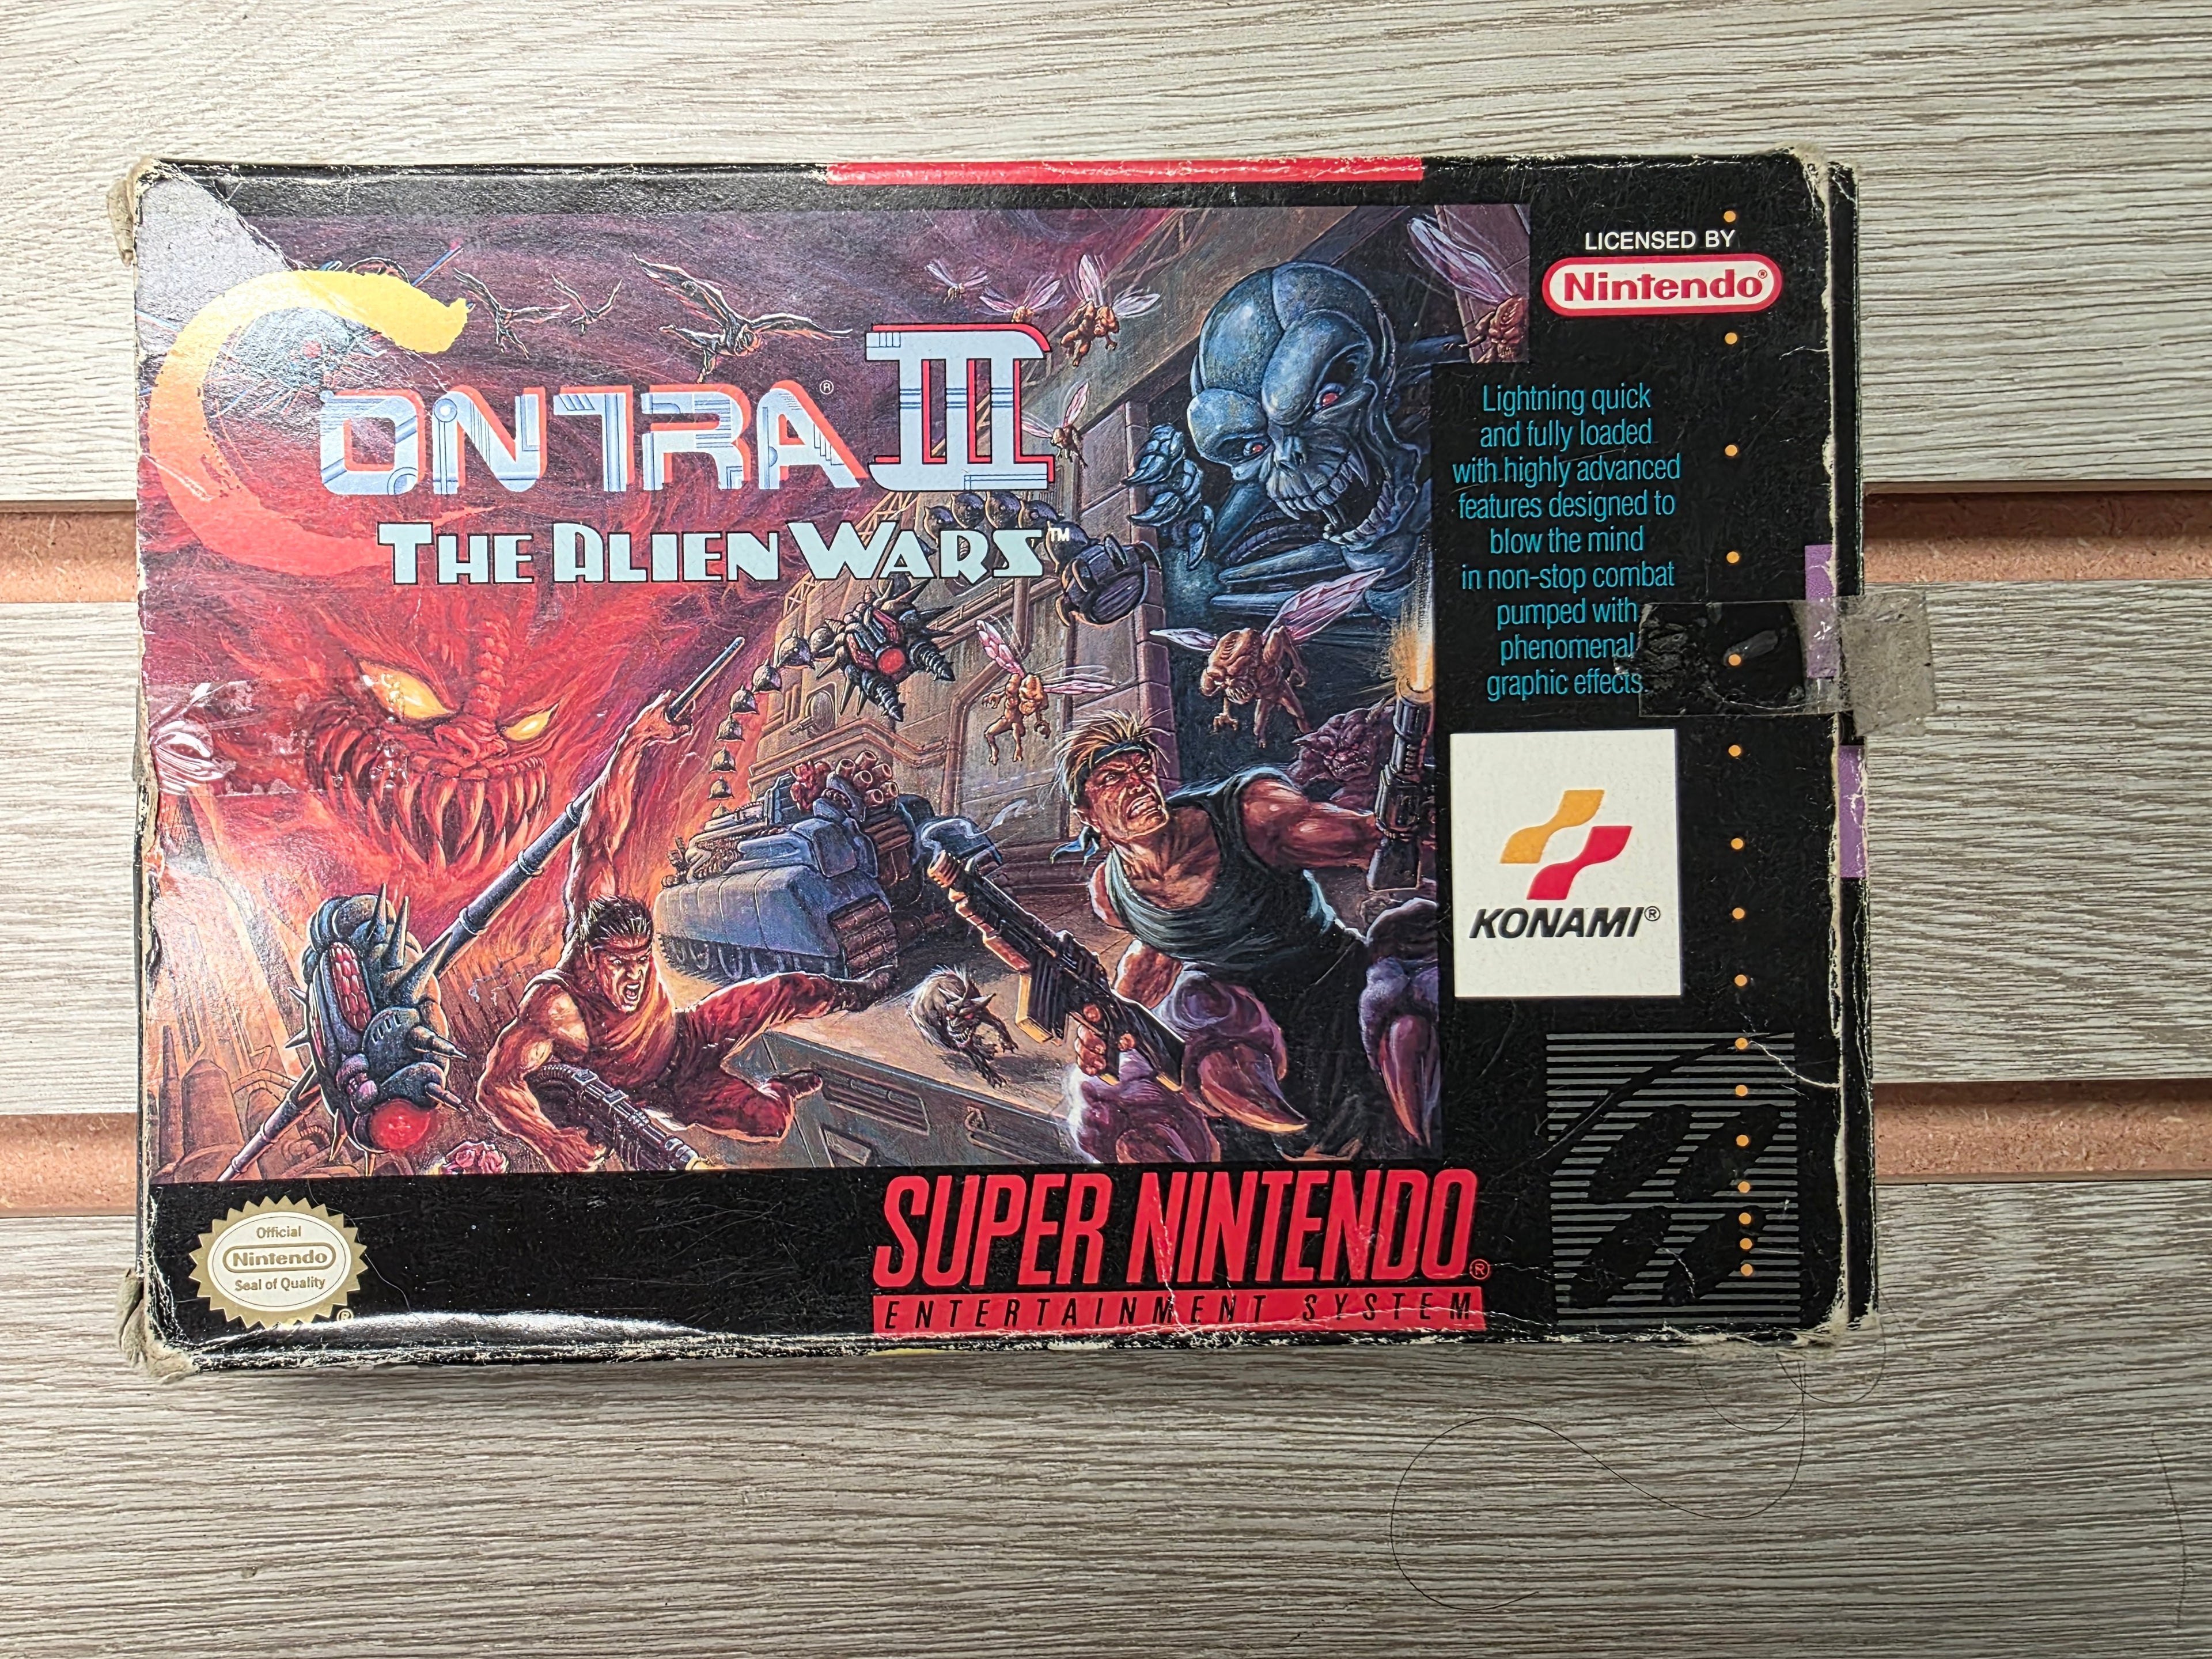 CONTRA® III
THE ALIEN WARS™
LICENSED BY
Nintendo®
Lightning quick
and fully loaded
with highly advanced
features designed to
blow the mind
in non-stop combat
pumped with
phenomenal
graphic effects
KONAMI®
Official
Nintendo
Seal of Quality
®
SUPER NINTENDO®
ENTERTAINMENT SYSTEM